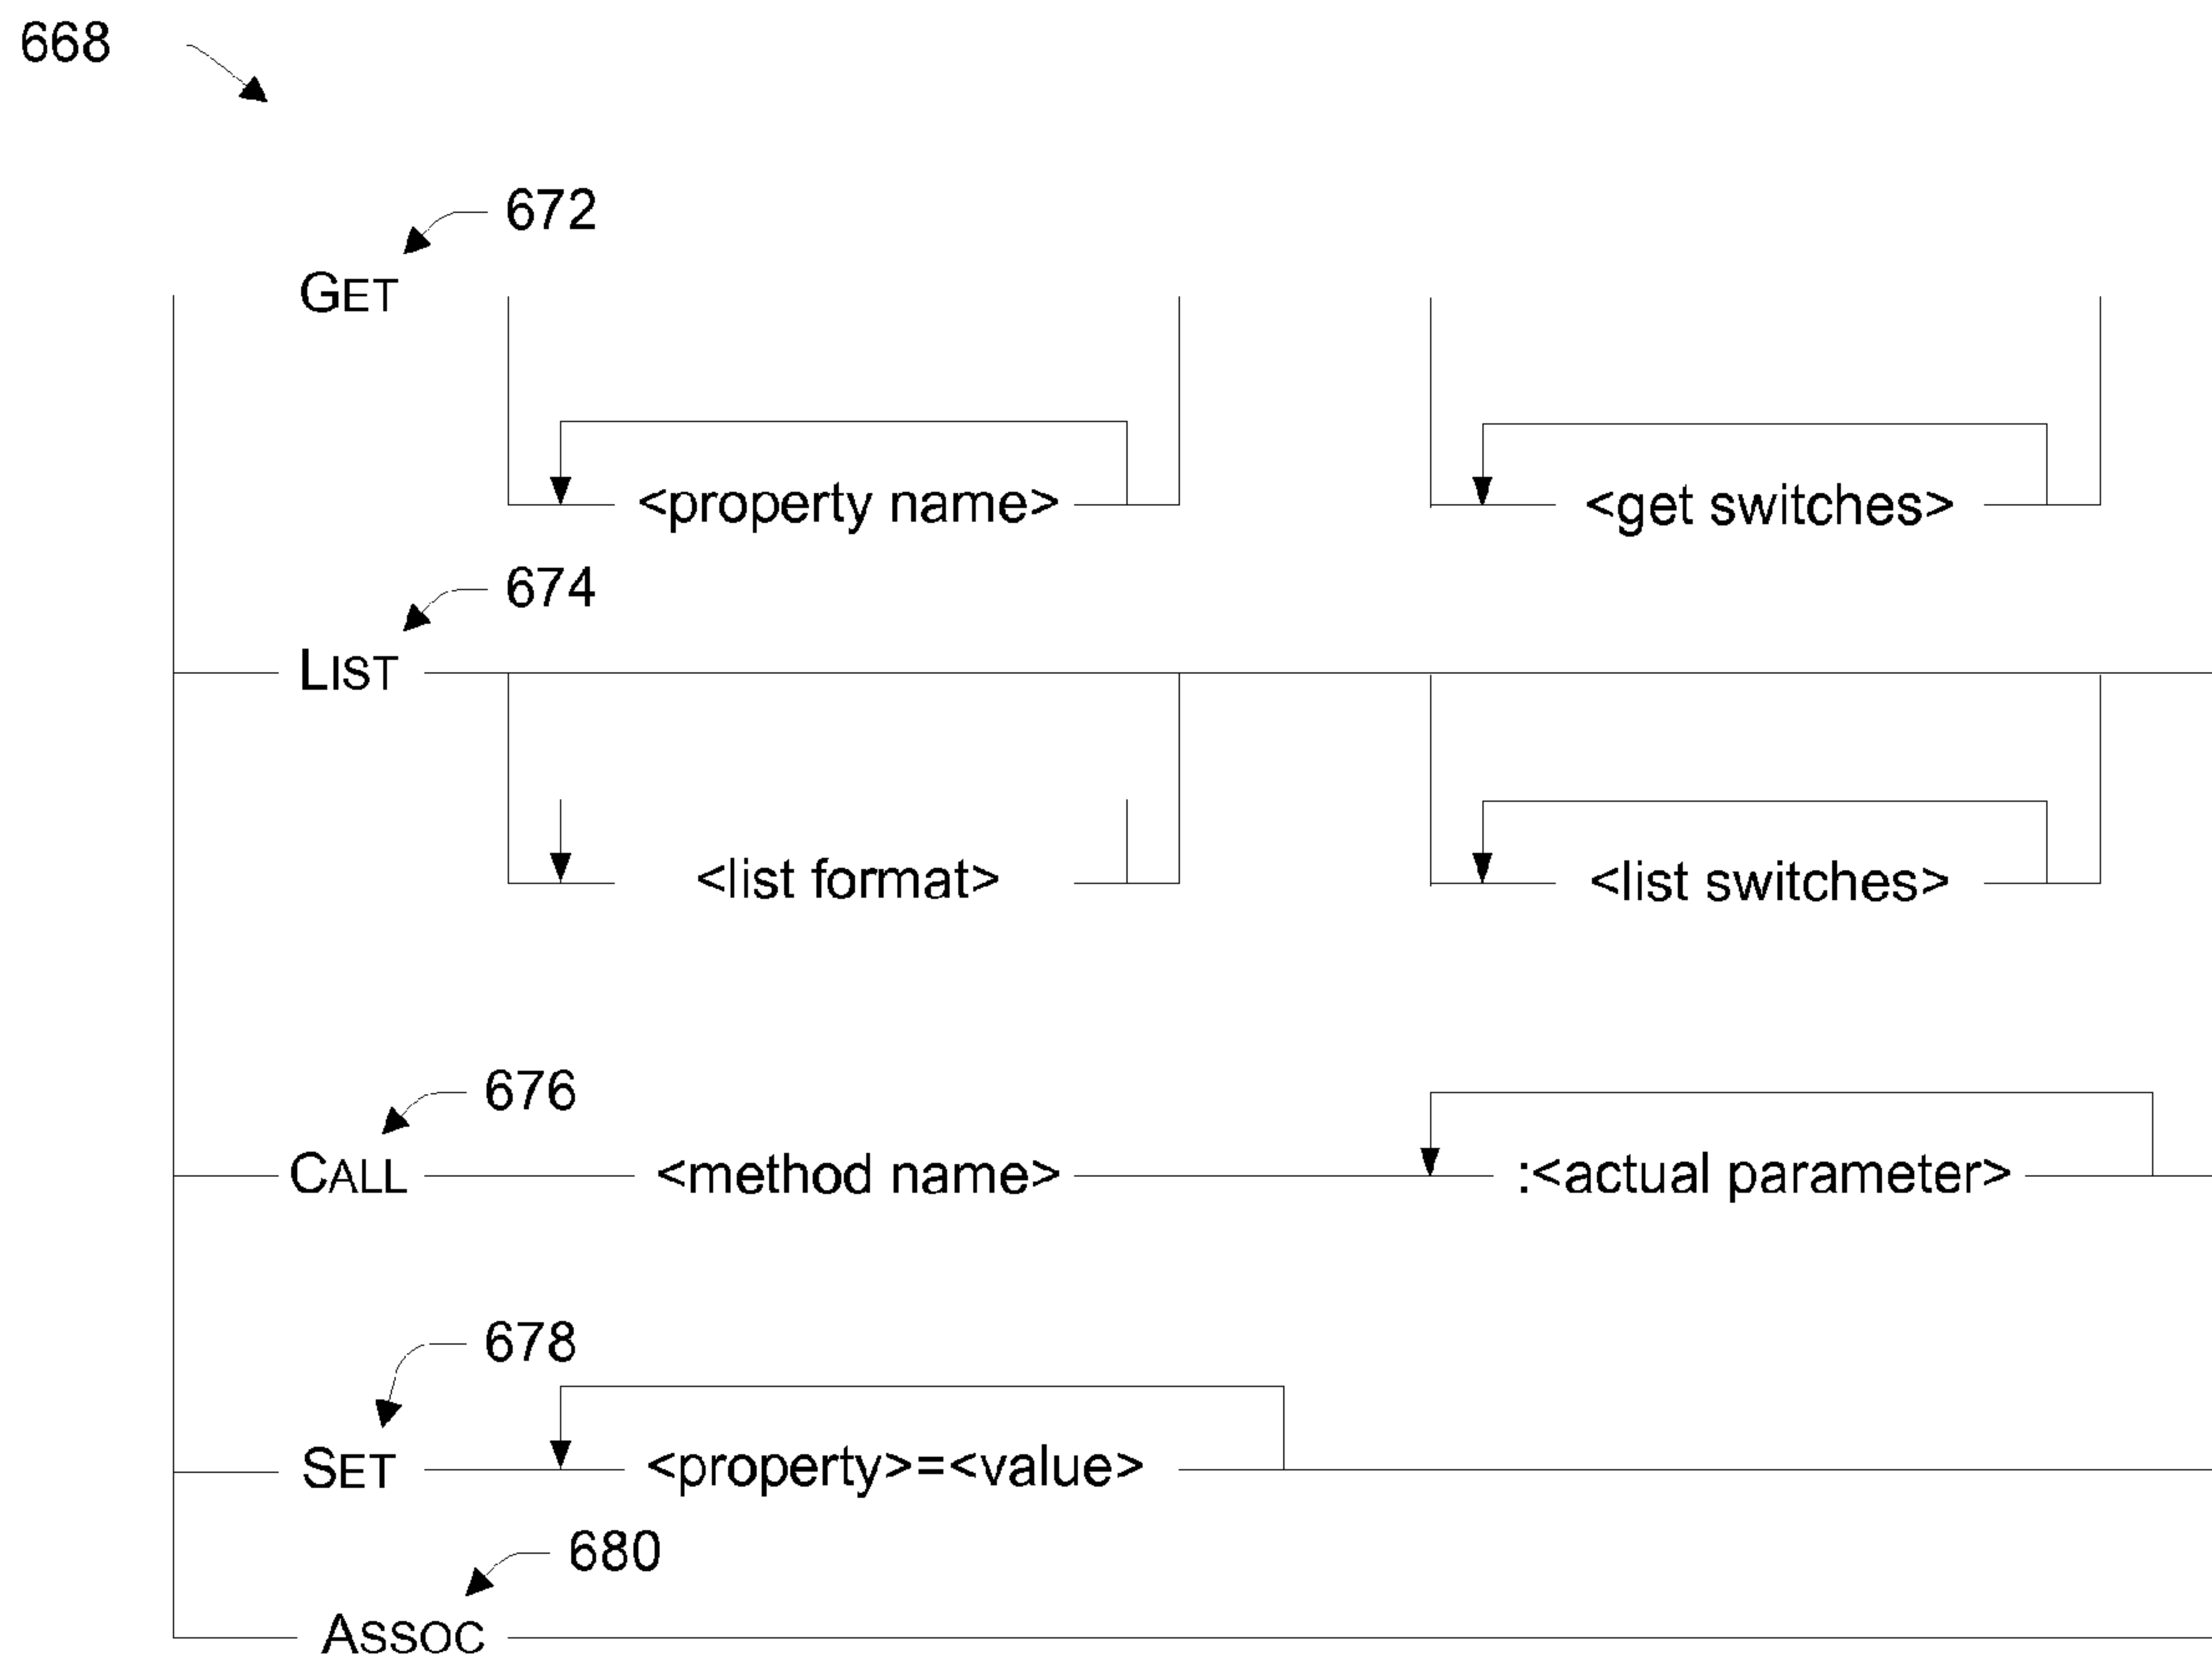 668
672
GET
<property name> <get switches>
674
LIST
<list format> <list switches>
676
CALL <method name> :<actual parameter>
678
SET <property>=<value>
680
ASSOC